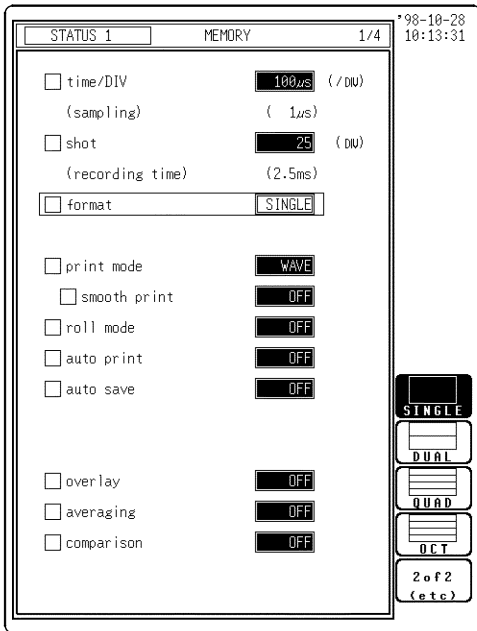 '98-10-28
STATUS 1 MEMORY 1/4 10:13:31
time/DIV 100µs (/DIV)
(sampling) ( 1µs)
shot 25 (DIV)
(recording time) (2.5ms)
format SINGLE
print mode WAVE
smooth print OFF
roll mode OFF
auto print OFF
auto save OFF
SINGLE
DUAL
overlay OFF
QUAD
averaging OFF
comparison OFF
OCT
2of2
(etc)